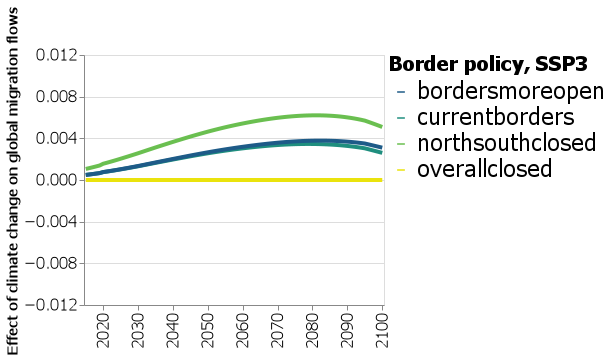 Effect of climate change on global migration flows
0.012
0.008
0.004
0.000
−0.004
−0.008
−0.012
2020
2030
2040
2050
2060
2070
2080
2090
2100
Border policy, SSP3
bordersmoreopen
currentborders
northsouthclosed
overallclosed